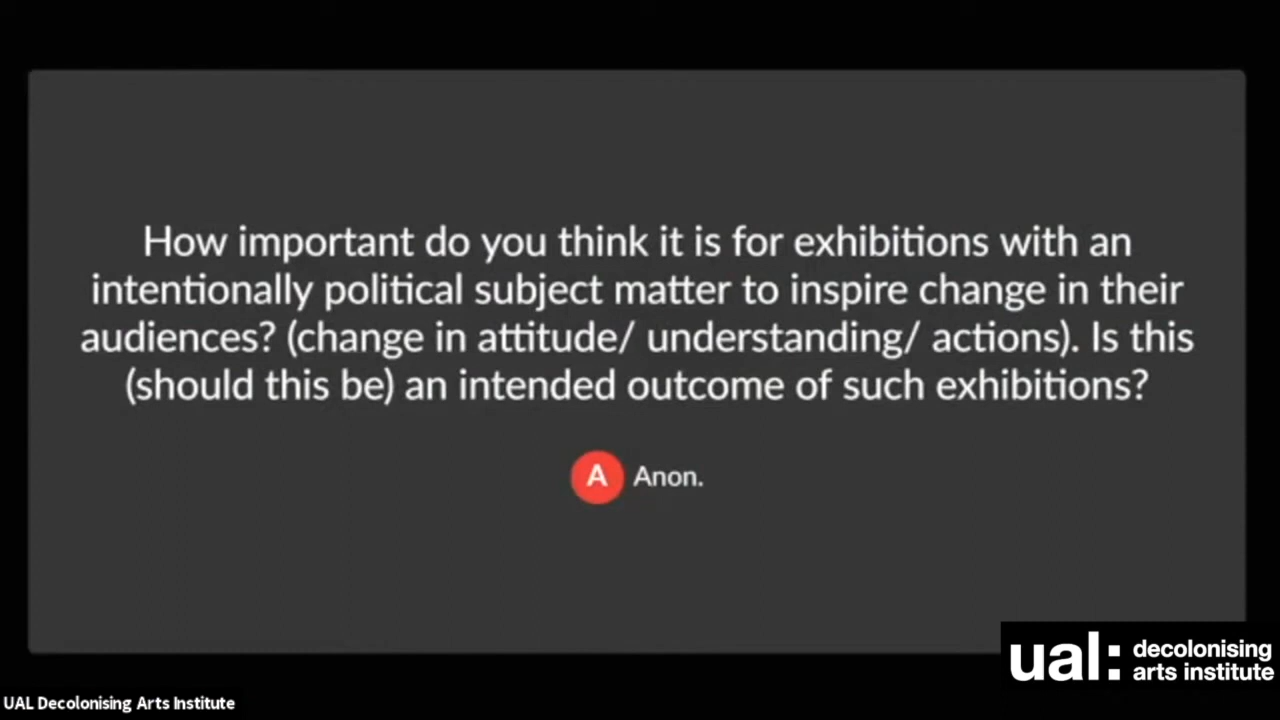 How important do you think it is for exhibitions with an
intentionally political subject matter to inspire change in their
audiences? (change in attitude/ understanding/ actions). Is this
(should this be) an intended outcome of such exhibitions?
A Anon.
ual: decolonising
arts institute
UAL Decolonising Arts Institute